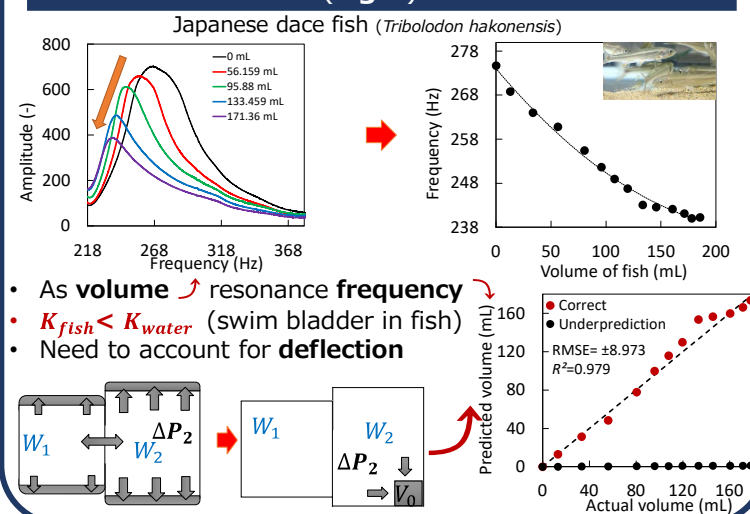 Japanese dace fish (Tribolodon hakonensis)
800
600
400
200
0
Amplitude (-)
0 mL
56.159 mL
95.88 mL
133.459 mL
171.36 mL
218
268
318
368
Frequency (Hz)
278
268
258
248
238
Frequency (Hz)
0
50
100
150
200
Volume of fish (mL)
• As volume resonance frequency
• K_fish < K_water (swim bladder in fish)
• Need to account for deflection
W₁
W₂
ΔP₂
W₁
W₂
ΔP₂
V₀
Predicted volume (mL)
160
120
80
40
0
Correct
Underprediction
RMSE= ±8.973
R²=0.979
0
40
80
120
160
Actual volume (mL)